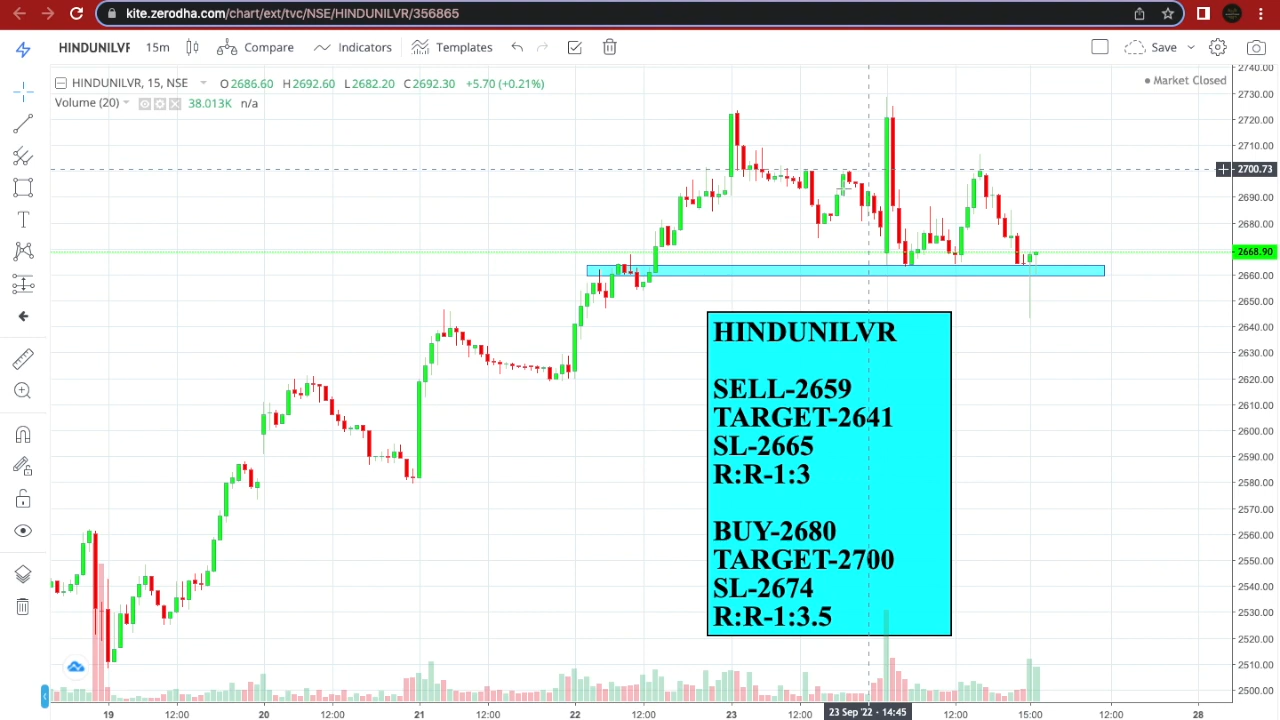 kite.zerodha.com/chart/ext/tvc/NSE/HINDUNILVR/356865
HINDUNILVR 15m Compare Indicators Templates Save
HINDUNILVR, 15, NSE O2686.60 H2692.60 L2682.20 C2692.30 +5.70 (+0.21%)
Market Closed
Volume (20) 38.013K n/a
2740.00
2730.00
2720.00
2710.00
2700.73
2690.00
2680.00
2668.90
2660.00
2650.00
2640.00
2630.00
2620.00
2610.00
2600.00
2590.00
2580.00
2570.00
2560.00
2550.00
2540.00
2530.00
2520.00
2510.00
2500.00
HINDUNILVR
SELL-2659
TARGET-2641
SL-2665
R:R-1:3
BUY-2680
TARGET-2700
SL-2674
R:R-1:3.5
19 12:00 20 12:00 21 12:00 22 12:00 23 12:00 23 Sep '22 - 14:45 12:00 15:00 12:00 28